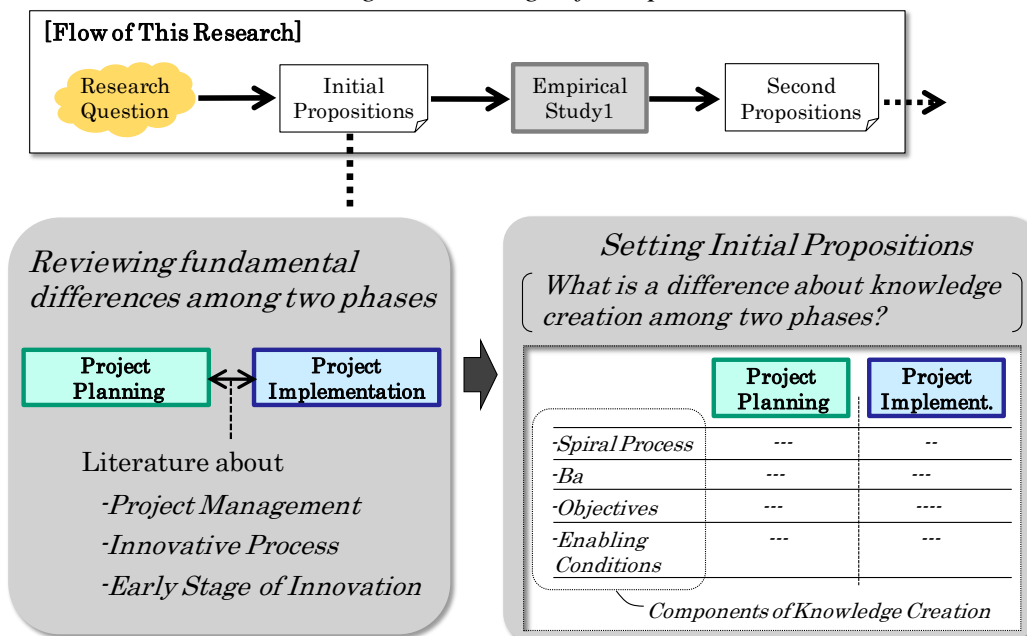 [Flow of This Research]
Research
Question
Initial
Propositions
Empirical
Study1
Second
Propositions
Reviewing fundamental
differences among two phases
Project
Planning
Project
Implementation
Literature about
-Project Management
-Innovative Process
-Early Stage of Innovation
Setting Initial Propositions
What is a difference about knowledge
creation among two phases?
Project
Planning
Project
Implement.
-Spiral Process --- --
-Ba --- ---
-Objectives --- ----
-Enabling --- ---
Conditions
Components of Knowledge Creation